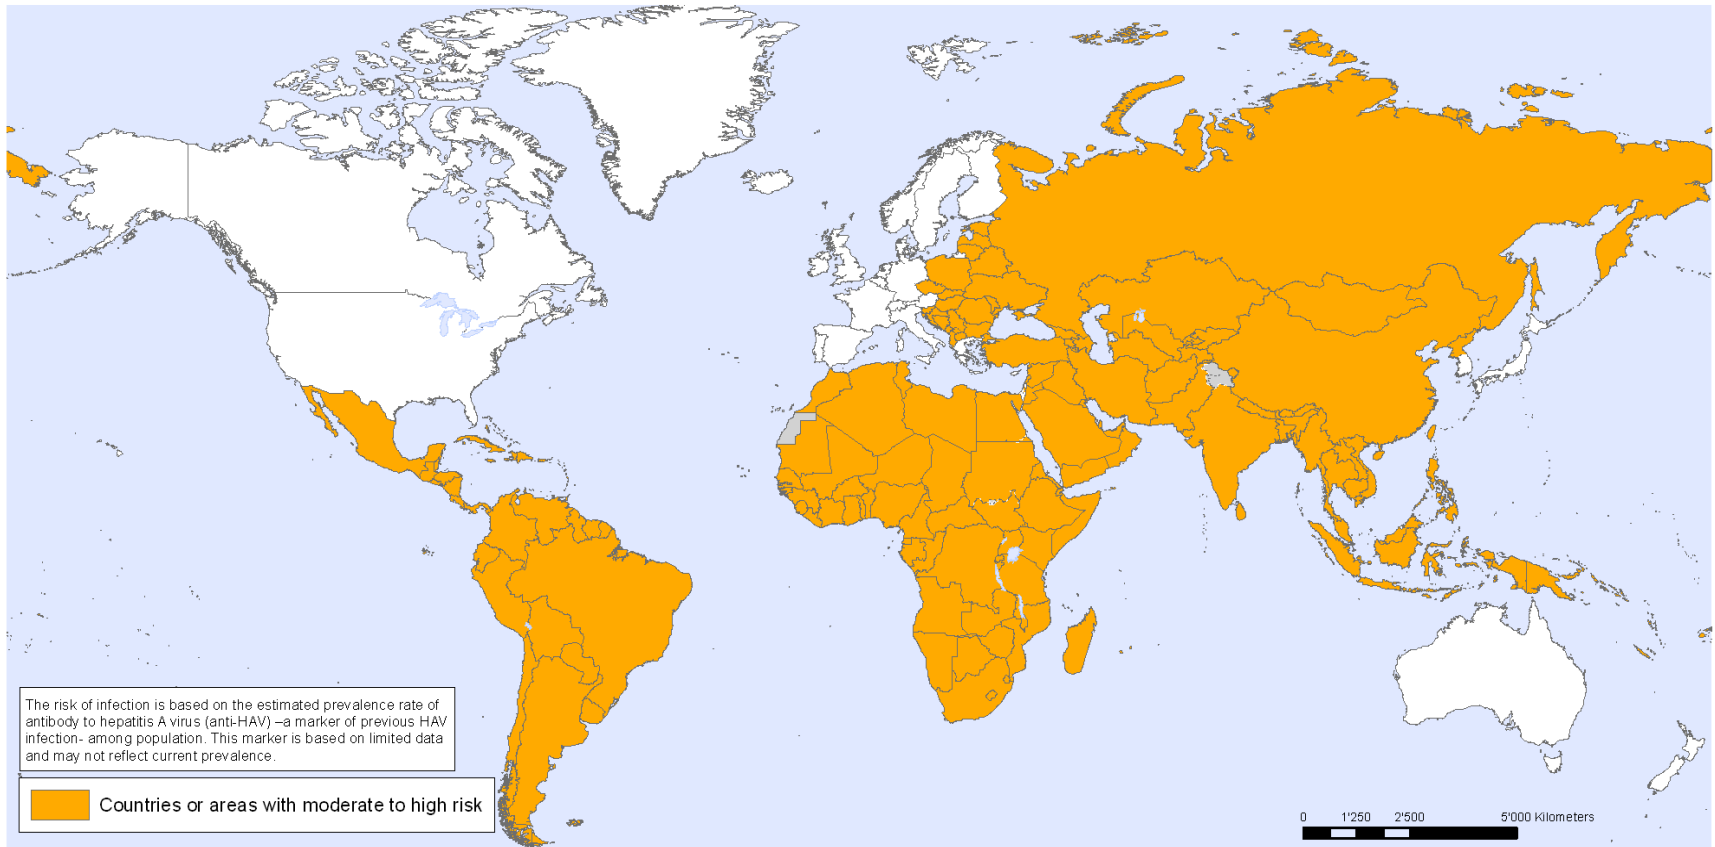 The risk of infection is based on the estimated prevalence rate of
antibody to hepatitis A virus (anti-HAV) –a marker of previous HAV
infection- among population. This marker is based on limited data
and may not reflect current prevalence.
Countries or areas with moderate to high risk
0 1'250 2'500 5'000 Kilometers